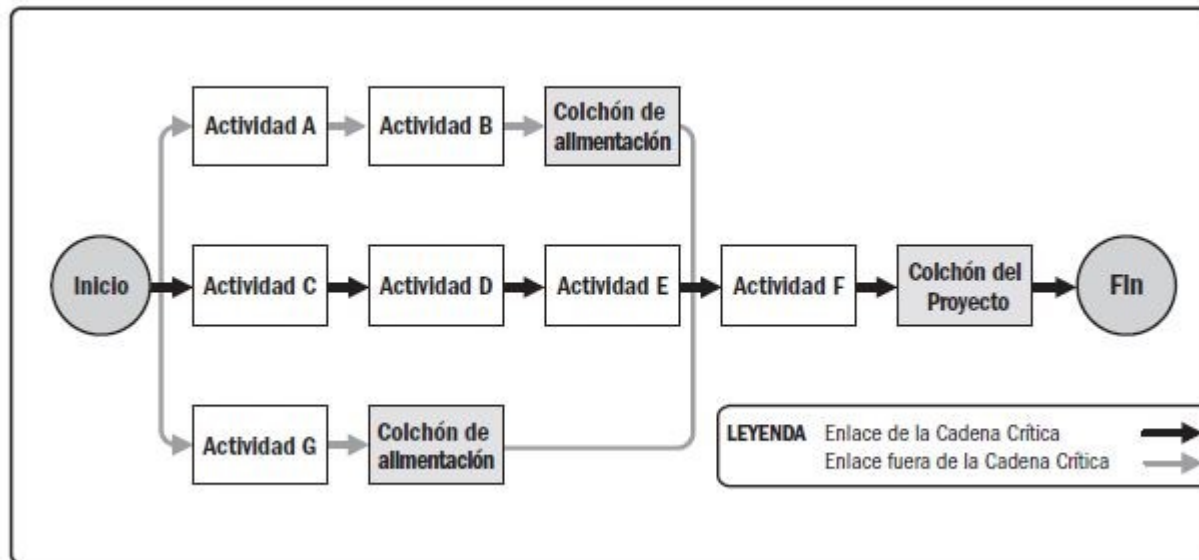 Actividad A
Actividad B
Colchón de
alimentación
Inicio
Actividad C
Actividad D
Actividad E
Actividad F
Colchón del
Proyecto
Fin
Actividad G
Colchón de
alimentación
LEYENDA Enlace de la Cadena Crítica
Enlace fuera de la Cadena Crítica